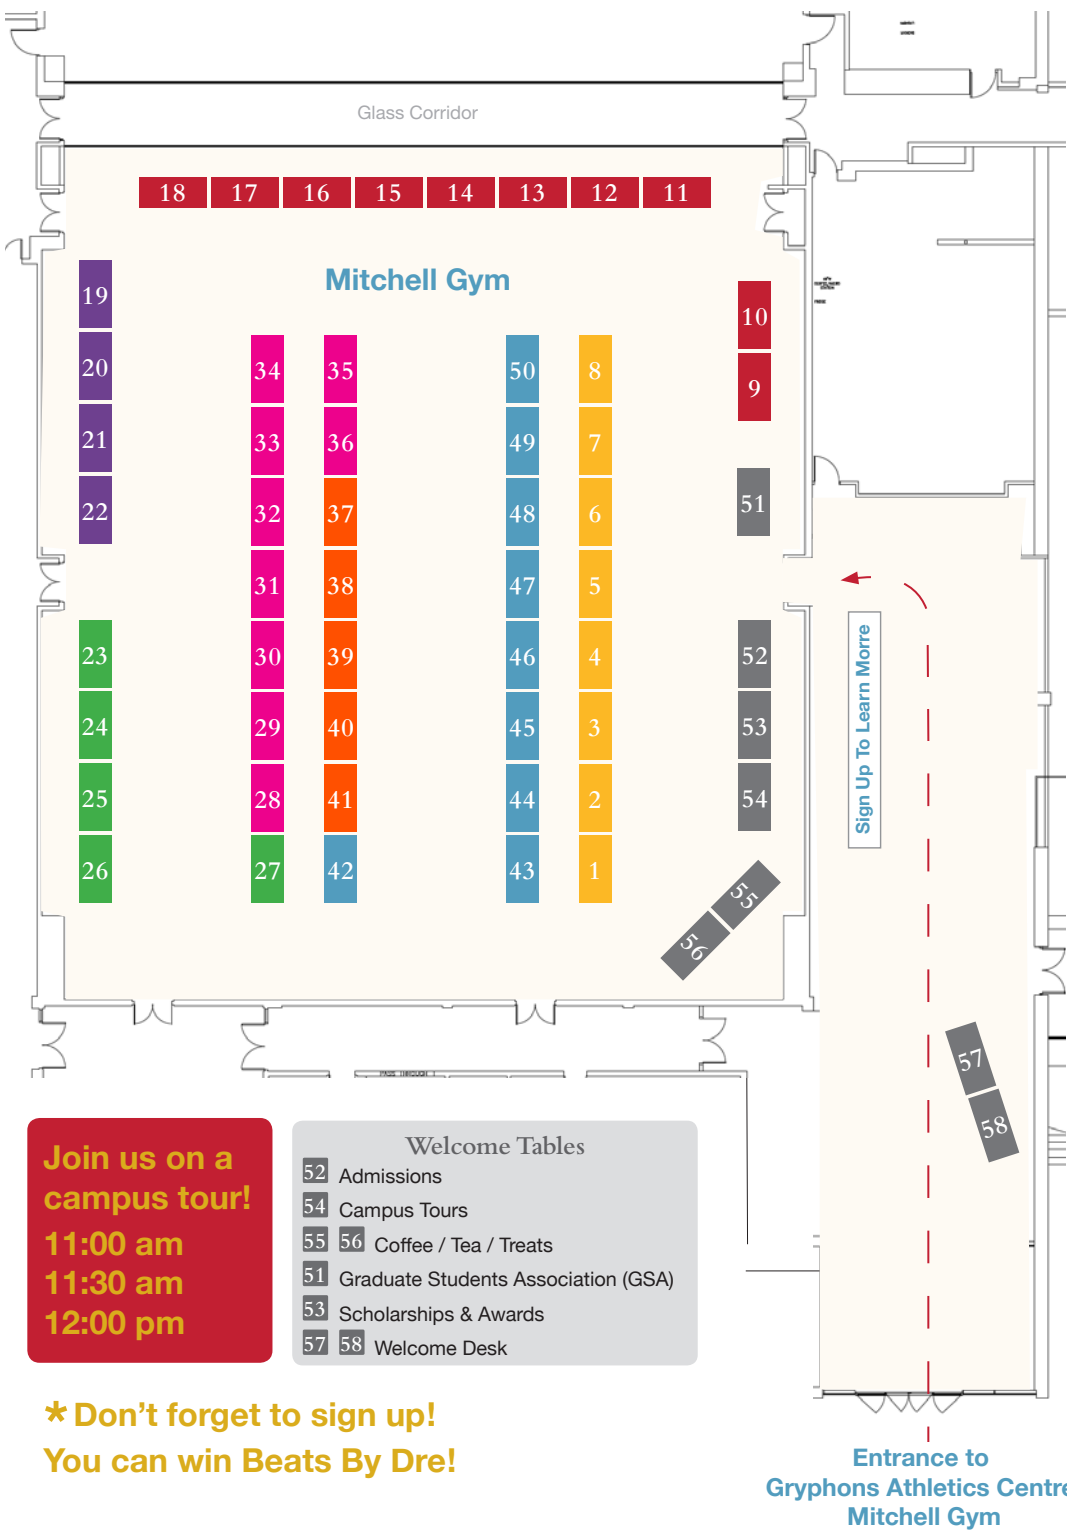 Glass Corridor
18 17 16 15 14 13 12 11
Mitchell Gym
19
20
21
22
23
24
25
26
34
33
32
31
30
29
28
27
35
36
37
38
39
40
41
42
50
49
48
47
46
45
44
43
8
7
6
5
4
3
2
1
10
9
51
52
53
54
55
56
57
58
Sign Up To Learn Morre
PASS THROUGH
Join us on a
campus tour!
11:00 am
11:30 am
12:00 pm
Welcome Tables
52 Admissions
54 Campus Tours
55 56 Coffee / Tea / Treats
51 Graduate Students Association (GSA)
53 Scholarships & Awards
57 58 Welcome Desk
* Don't forget to sign up!
You can win Beats By Dre!
Entrance to
Gryphons Athletics Centre
Mitchell Gym